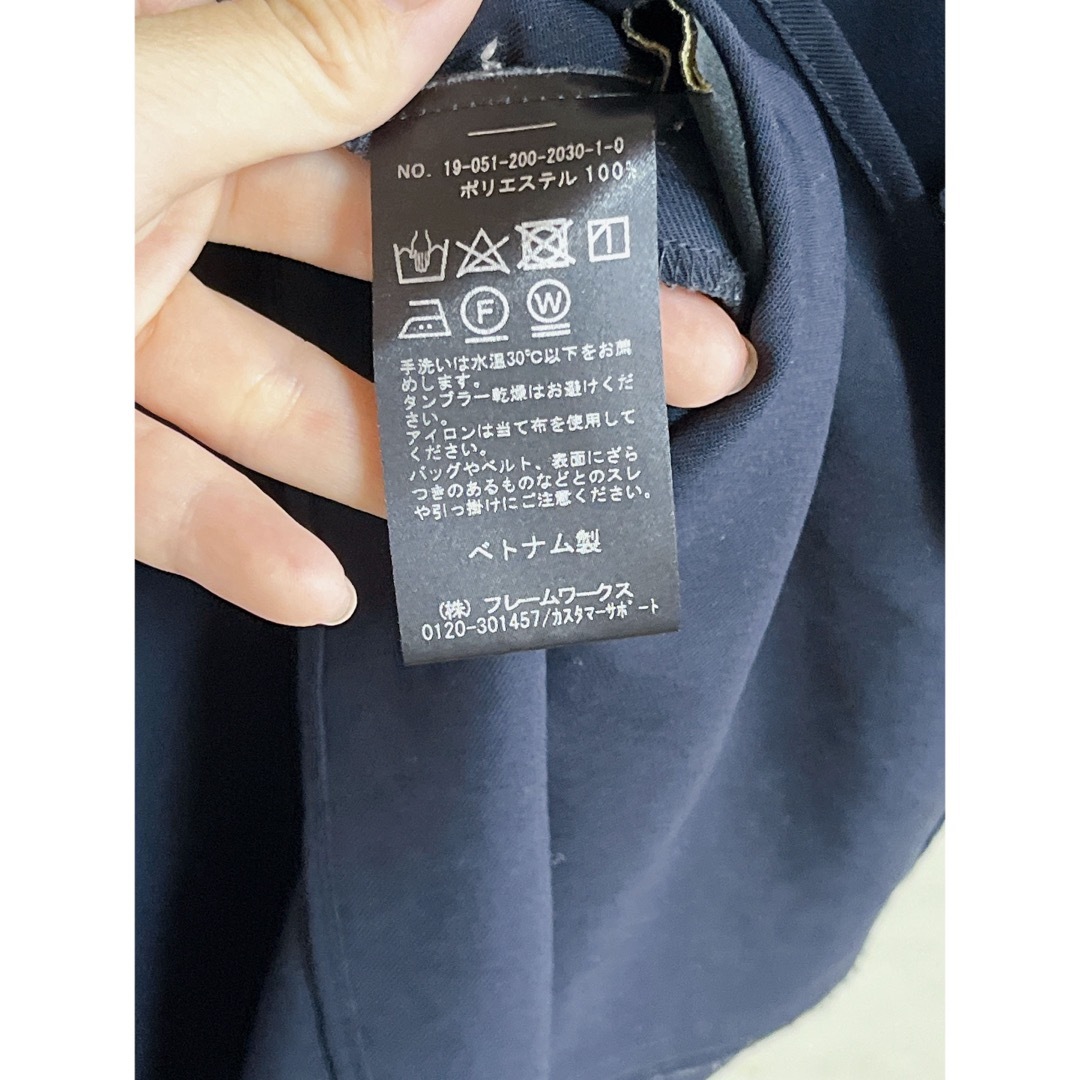 NO. 19-051-200-2030-1-0
ポリエステル 100%
F
W
手洗いは水温30℃以下をお薦
めします。
タンブラー乾燥はお避けくだ
さい。
アイロンは当て布を使用して
ください。
バッグやベルト、表面にざら
つきのあるものなどとのスレ
や引っ掛けにご注意ください。
ベトナム製
(株) フレームワークス
0120-301457/カスタマーサポート